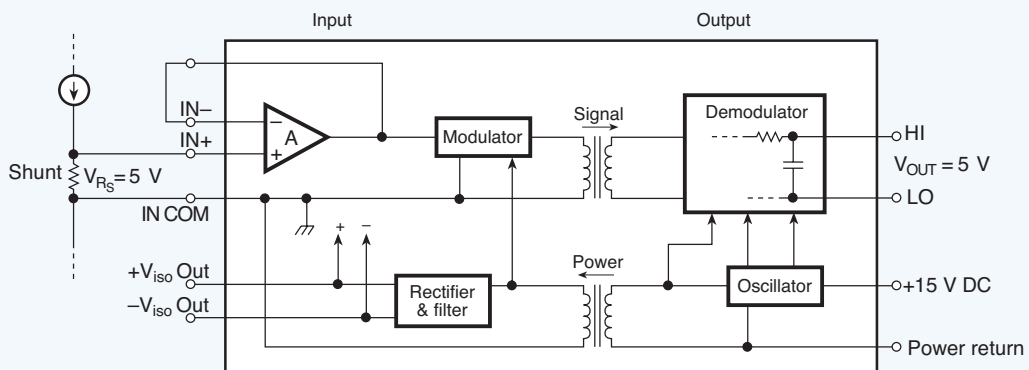 Input
Output
IN–
IN+
Shunt
V_RS = 5 V
IN COM
–
A
+
Modulator
Signal
Demodulator
HI
V_OUT = 5 V
LO
+ –
+V_iso Out
–V_iso Out
Rectifier
& filter
Power
Oscillator
+15 V DC
Power return